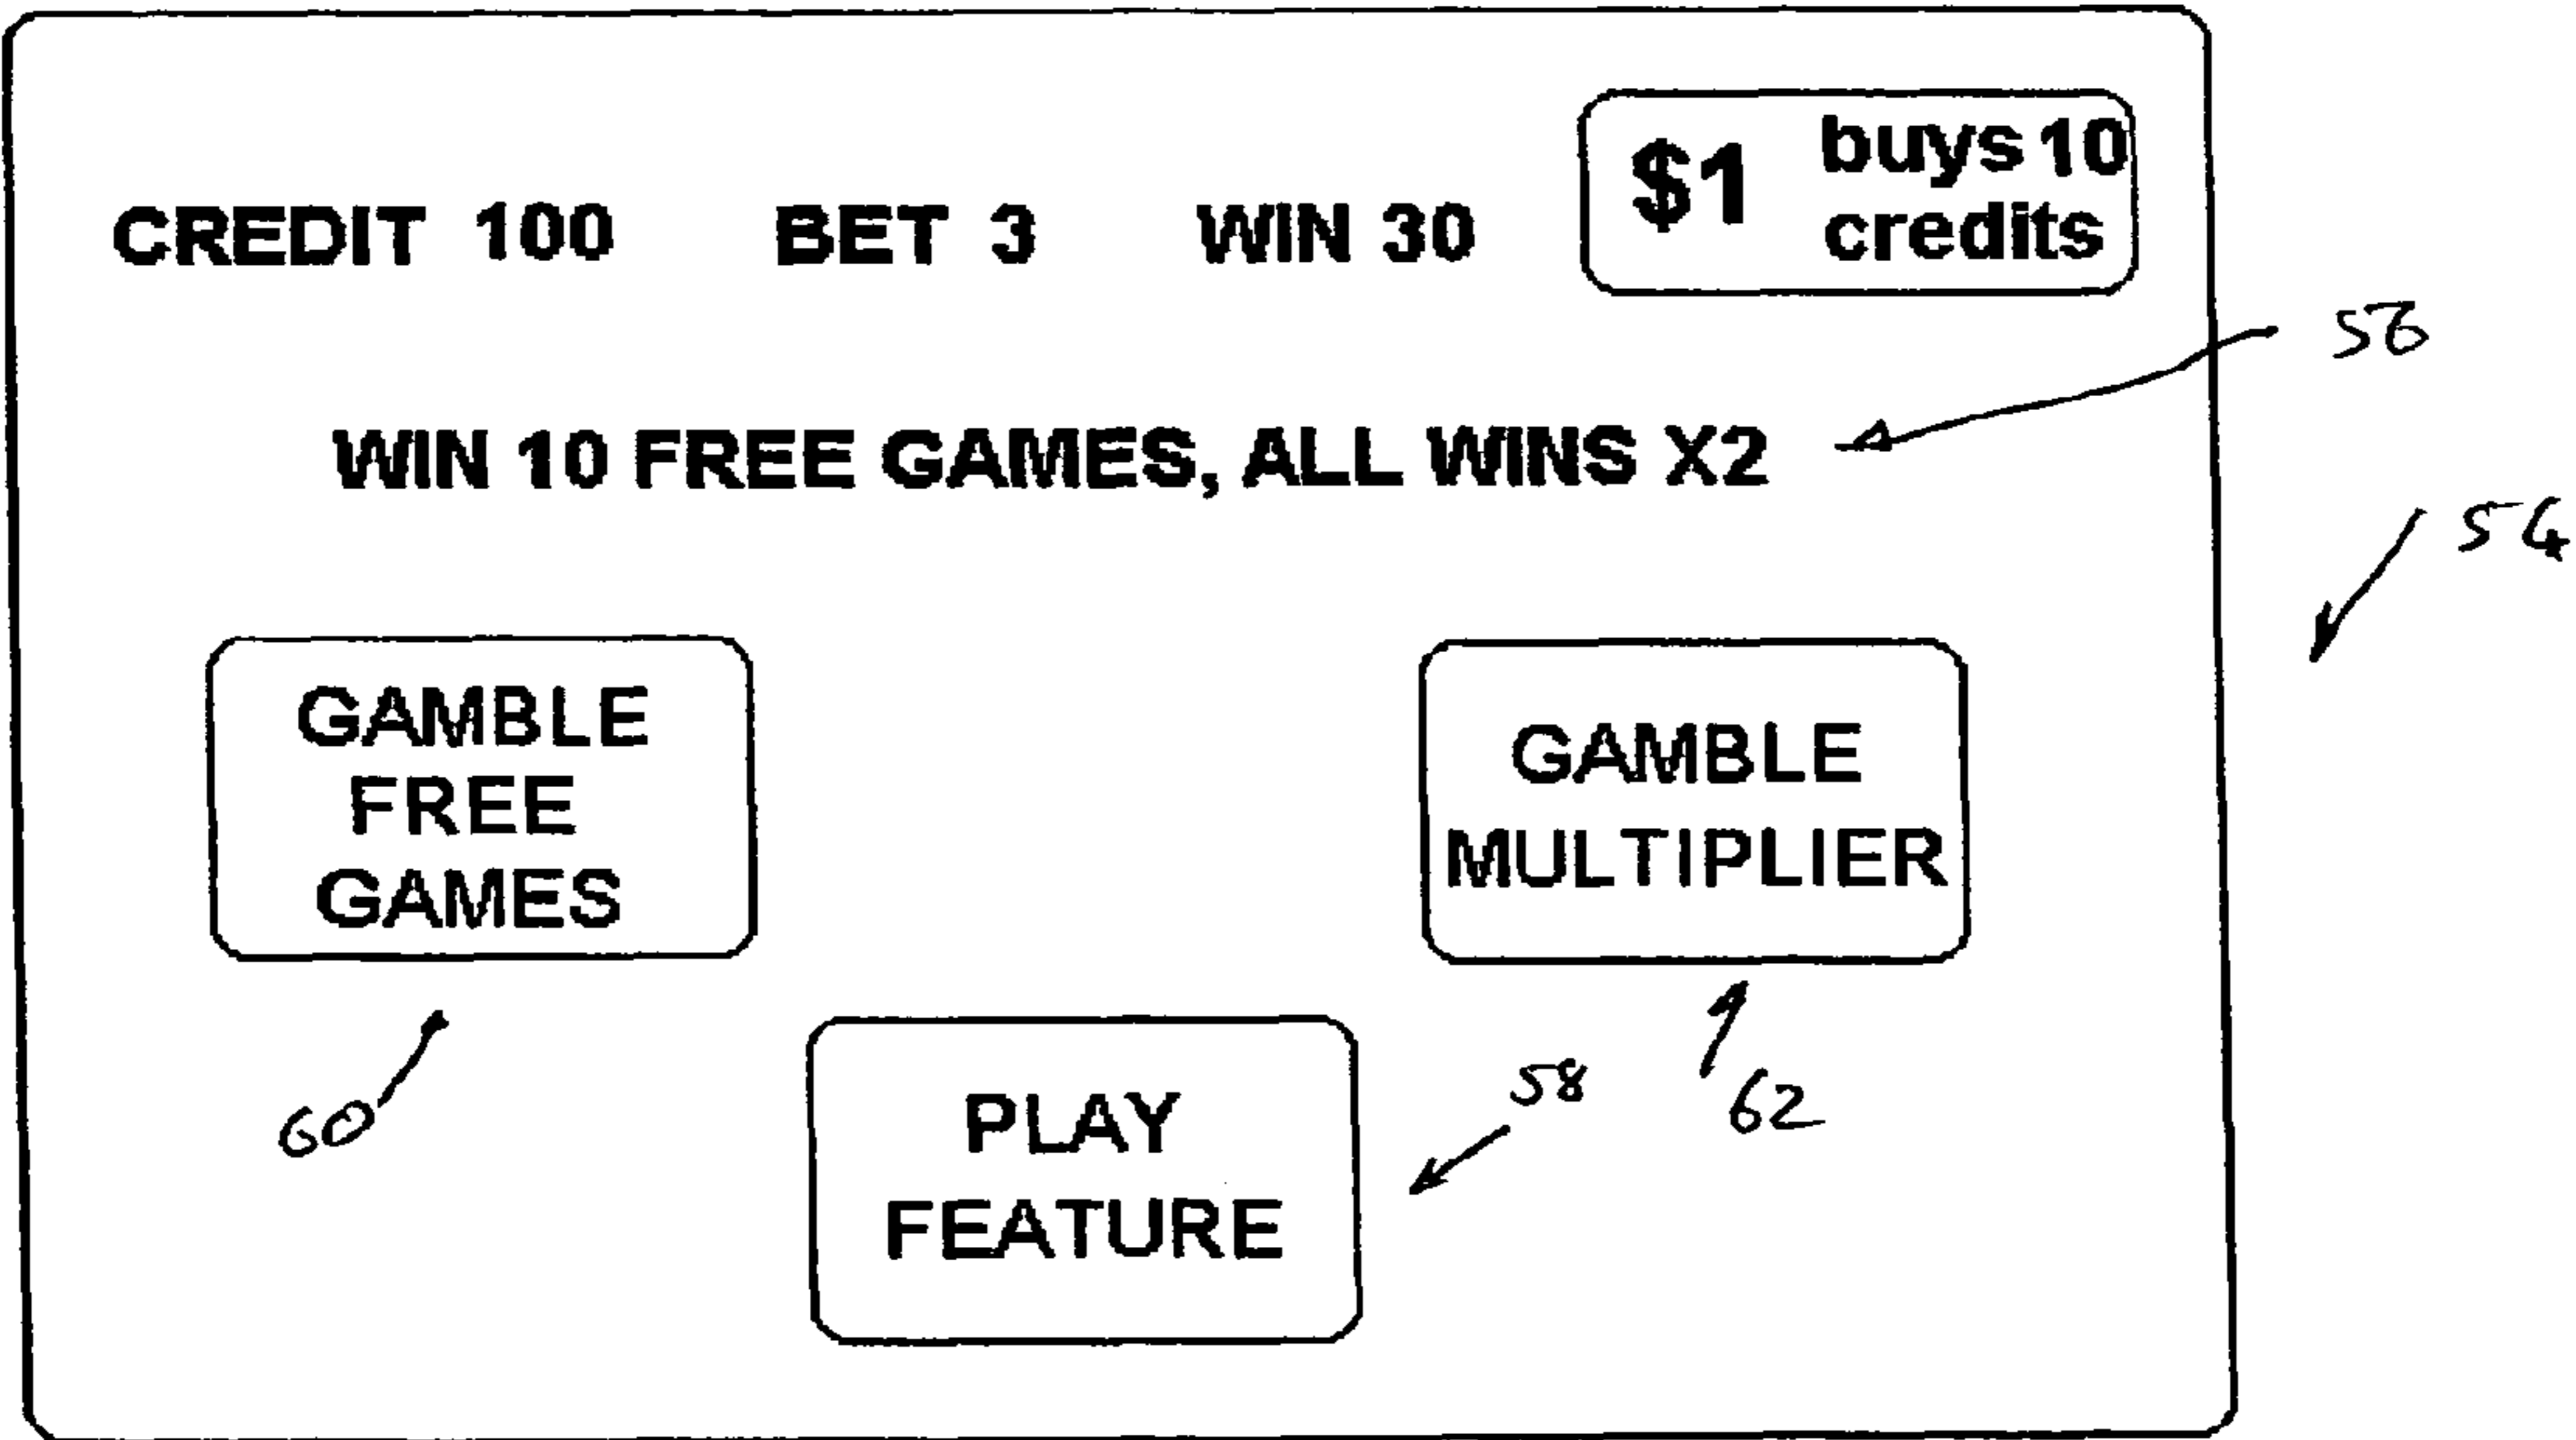 $1 buys 10
credits
CREDIT 100 BET 3 WIN 30
56
WIN 10 FREE GAMES, ALL WINS X2
54
GAMBLE
FREE
GAMES
GAMBLE
MULTIPLIER
60
PLAY
FEATURE
58
62